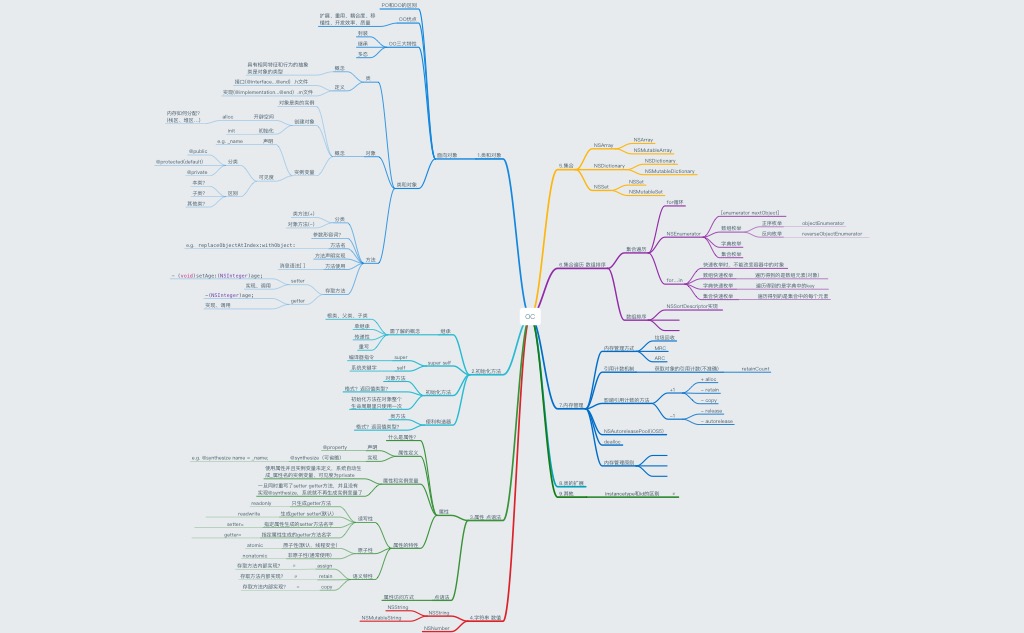 OC
1.类和对象
面向对象
PO和OO的区别
OO优点
扩展、重用、耦合度、移
植性、开发效率、质量
OO三大特性
封装
继承
多态
类和对象
类
概念
具有相同特征和行为的抽象
类是对象的类型
定义
接口(@interface...@end) .h文件
实现(@implementation...@end) .m文件
对象
概念
对象是类的实例
创建对象
开辟空间
alloc
内存如何分配?
(栈区、堆区...)
初始化
init
实例变量
声明
e.g. _name
可见度
分类
@public
@protected(default)
@private
区别
本类?
子类?
其他类?
方法
分类
类方法(+)
对象方法(-)
参数形容词?
方法名
e.g. replaceObjectAtIndex:withObject:
方法声明实现
方法使用
消息语法[ ]
存取方法
setter
- (void)setAge:(NSInteger)age;
实现、调用
getter
-(NSInteger)age;
实现、调用
2.初始化方法
继承
需了解的概念
根类、父类、子类
单继承
传递性
重写
super self
super
编译器指令
self
系统关键字
初始化方法
对象方法
格式? 返回值类型?
初始化方法在对象整个
生命周期里只使用一次
便利构造器
类方法
格式? 返回值类型?
3.属性 点语法
属性
什么是属性?
属性定义
声明
@property
实现
@synthesize (可省略)
e.g. @synthesize name = _name;
属性和实例变量
使用属性并且实例变量未定义, 系统自动生
成_属性名的实例变量, 可见度为private
一旦同时重写了setter getter方法, 并且没有
实现@synthesize, 系统就不再生成实例变量了
属性的特性
读写性
只生成getter方法
readonly
生成getter setter(默认)
readwrite
指定属性生成的setter方法名字
setter=
指定属性生成的getter方法名字
getter=
原子性
原子性(默认、线程安全)
atomic
非原子性(通常使用)
nonatomic
语义特性
assign
存取方法内部实现?
retain
存取方法内部实现?
copy
存取方法内部实现?
点语法
属性访问方式
4.字符串 数值
NSString
NSString
NSMutableString
NSNumber
5.集合
NSArray
NSArray
NSMutableArray
NSDictionary
NSDictionary
NSMutableDictionary
NSSet
NSSet
NSMutableSet
6.集合遍历 数组排序
集合遍历
for循环
NSEnumerator
[enumerator nextObject]
数组枚举
正序枚举
objectEnumerator
反向枚举
reverseObjectEnumerator
字典枚举
集合枚举
for...in
快速枚举时, 不能改变容器中的对象
数组快速枚举
遍历得到的是数组元素(对象)
字典快速枚举
遍历得到的是字典中的key
集合快速枚举
遍历得到的是集合中的每个元素
数组排序
NSSortDescriptor实现
7.内存管理
内存管理方式
垃圾回收
MRC
ARC
引用计数机制
获取对象的引用计数(不准确)
retainCount
影响引用计数的方法
+1
- retain
- copy
-1
- release
- autorelease
NSAutoreleasePool(iOS5)
dealloc
内存管理原则
8.类的扩展
9.其他
instancetype和id的区别